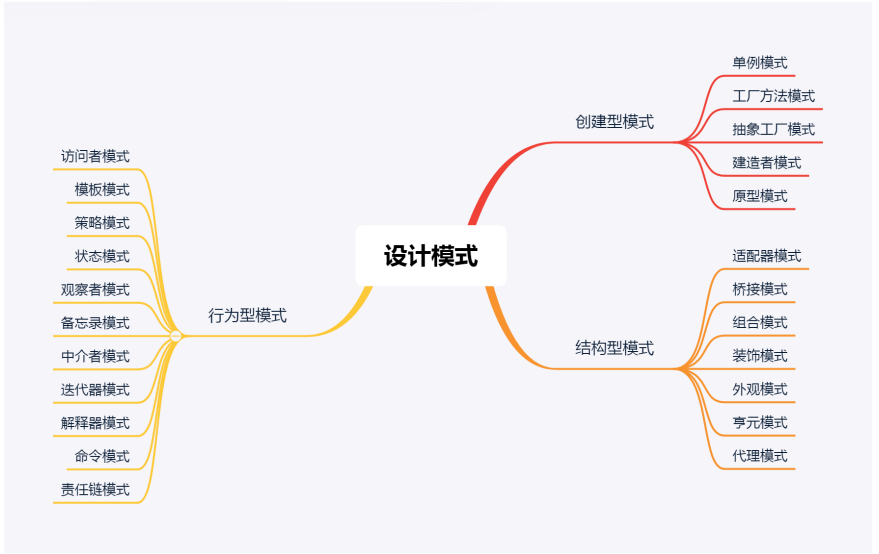 设计模式
创建型模式
单例模式
工厂方法模式
抽象工厂模式
建造者模式
原型模式
结构型模式
适配器模式
桥接模式
组合模式
装饰模式
外观模式
亨元模式
代理模式
行为型模式
访问者模式
模板模式
策略模式
状态模式
观察者模式
备忘录模式
中介者模式
迭代器模式
解释器模式
命令模式
责任链模式